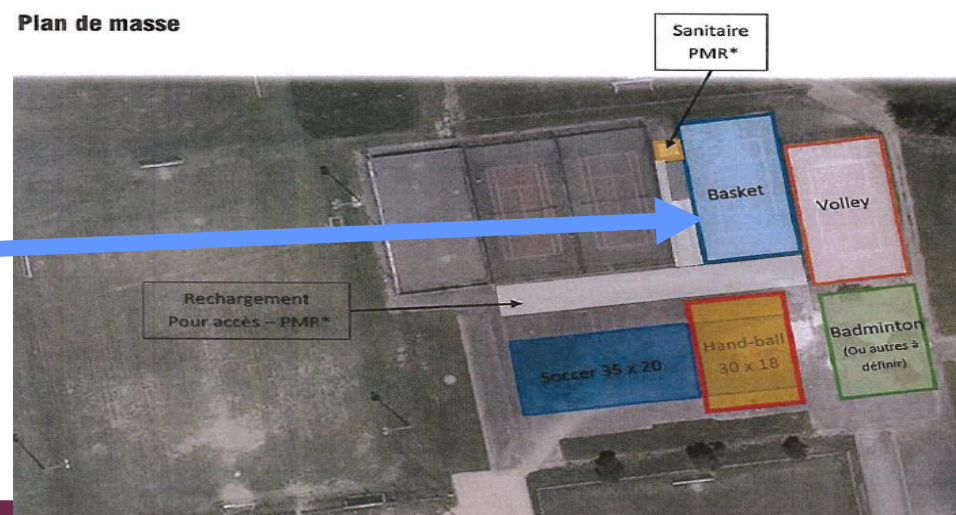 Plan de masse
Sanitaire
PMR*
Basket
Volley
Rechargement
Pour accès – PMR*
Soccer 35 x 20
Hand-ball
30 x 18
Badminton
(Ou autres à
définir)